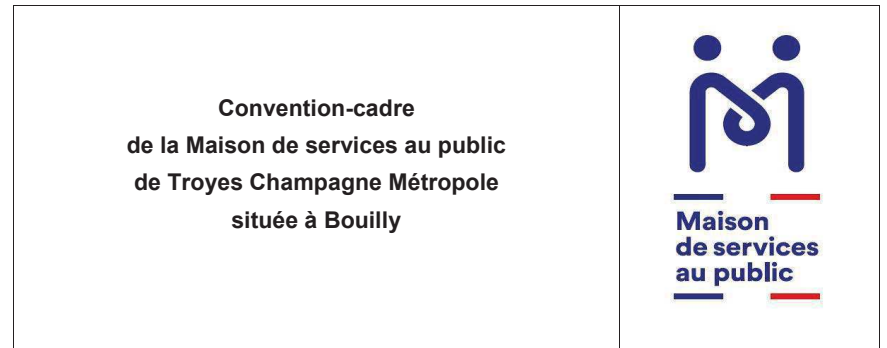 Convention-cadre
de la Maison de services au public
de Troyes Champagne Métropole
située à Bouilly
Maison
de services
au public